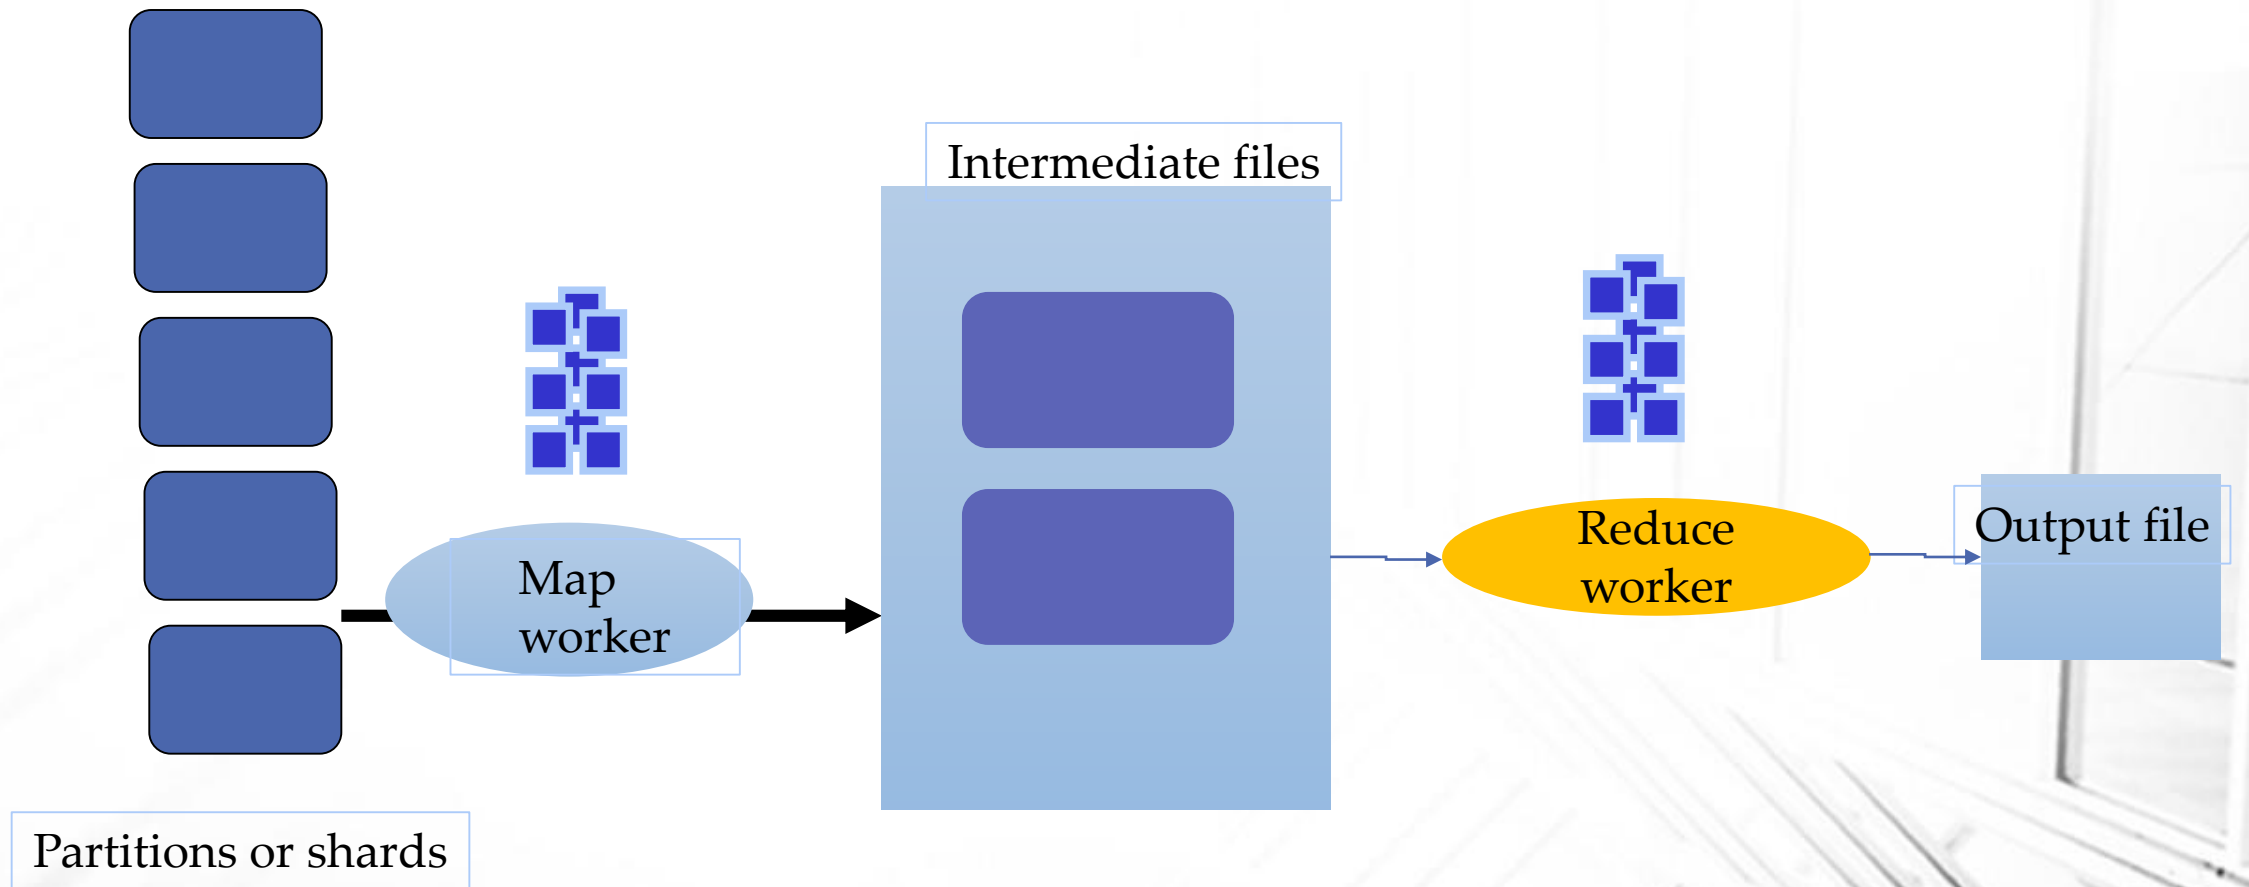 Intermediate files
Map
worker
Reduce
worker
Output file
Partitions or shards